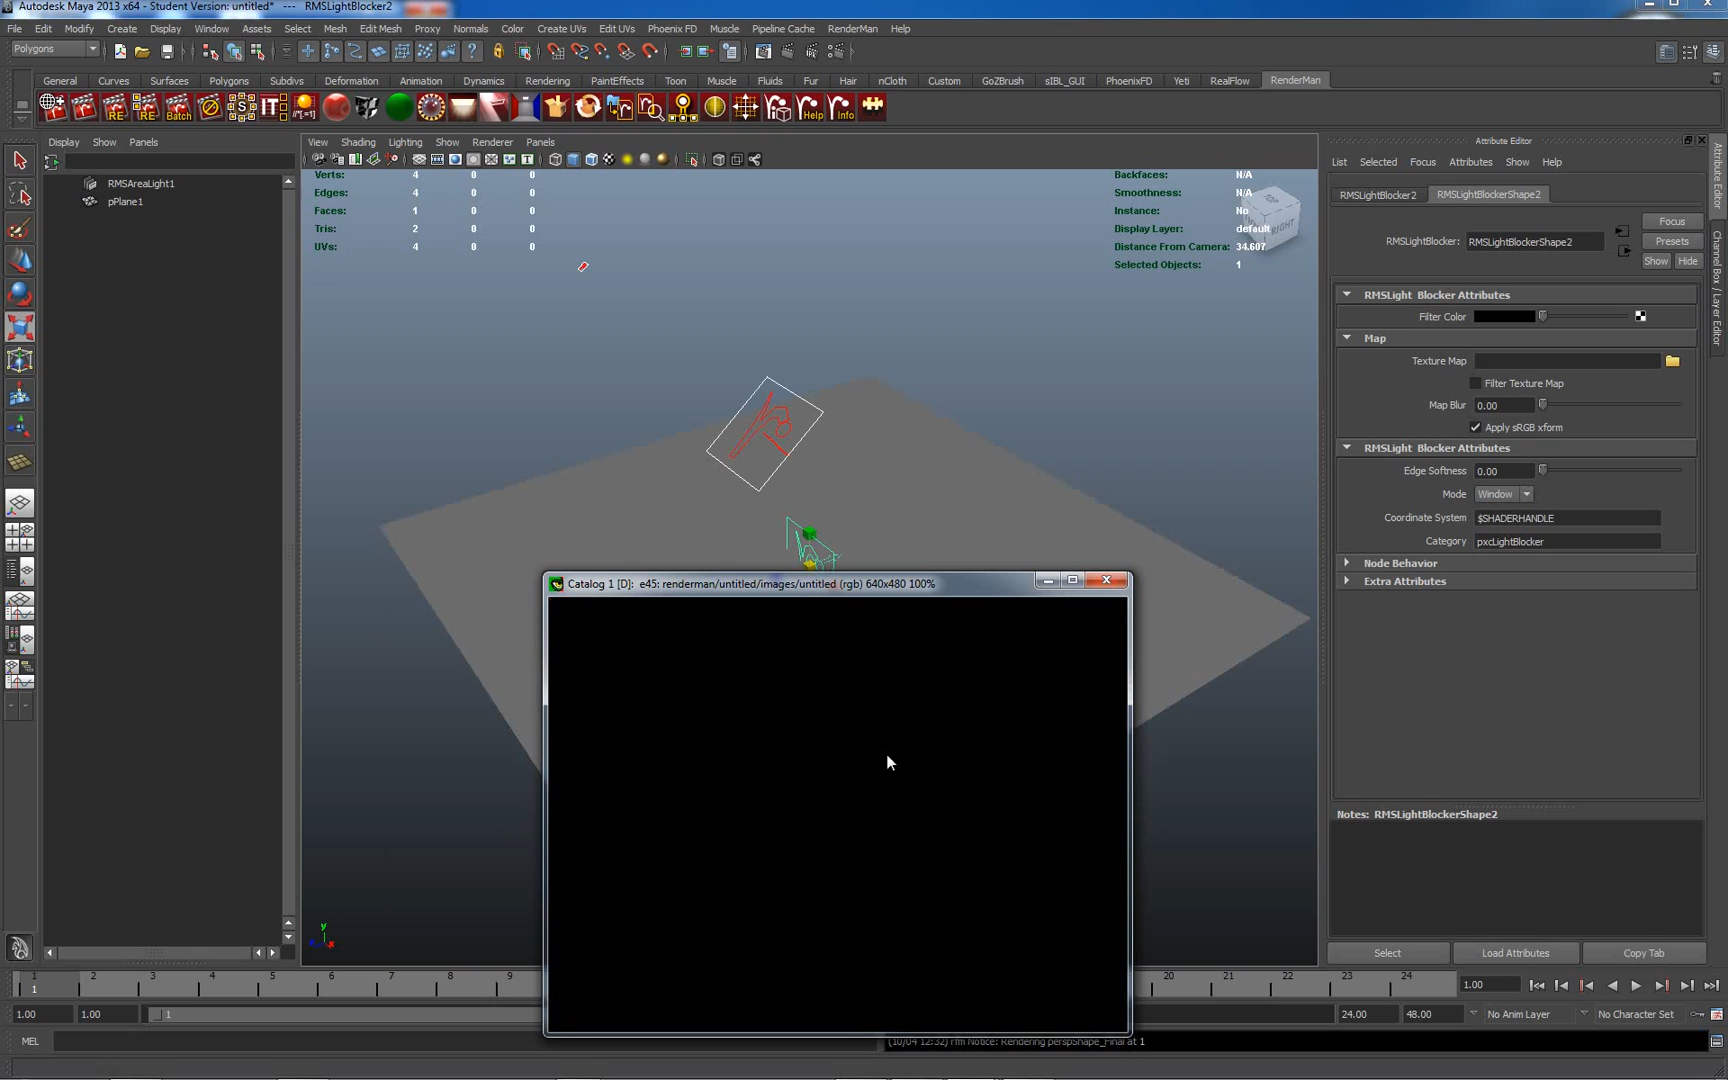 Autodesk Maya 2013 x64 - Student Version: untitled*   ---   RMSLightBlocker2
File Edit Modify Create Display Window Assets Select Mesh Edit Mesh Proxy Normals Color Create UVs Edit UVs Phoenix FD Muscle Pipeline Cache RenderMan Help
Polygons
General Curves Surfaces Polygons Subdivs Deformation Animation Dynamics Rendering PaintEffects Toon Muscle Fluids Fur Hair nCloth Custom GoZBrush sIBL_GUI PhoenixFD Yeti RealFlow RenderMan
RE RE Batch S IT Help Info
Display Show Panels
View Shading Lighting Show Renderer Panels
Attribute Editor
List Selected Focus Attributes Show Help
RMSAreaLight1
pPlane1
Verts: 4 0 0
Edges: 4 0 0
Faces: 1 0 0
Tris: 2 0 0
UVs: 4 0 0
Backfaces: N/A
Smoothness: N/A
Instance: No
Display Layer: default
Distance From Camera: 34.607
Selected Objects: 1
RIGHT
RMSLightBlocker2 RMSLightBlockerShape2
Focus
RMSLightBlocker: RMSLightBlockerShape2
Presets
Show Hide
RMSLight Blocker Attributes
Filter Color
Map
Texture Map
Filter Texture Map
Map Blur 0.00
Apply sRGB xform
RMSLight Blocker Attributes
Edge Softness 0.00
Mode Window
Coordinate System $SHADERHANDLE
Category pxcLightBlocker
Node Behavior
Extra Attributes
Attribute Editor
Channel Box / Layer Editor
Catalog 1 [D]: e45: renderman/untitled/images/untitled (rgb) 640x480 100%
Notes: RMSLightBlockerShape2
Select Load Attributes Copy Tab
y
x
1 2 3 4 5 6 7 8 9 20 21 22 23 24
1
1.00
1.00 1.00 1 24.00 48.00 No Anim Layer No Character Set
MEL
(10/04 12:32) rfm Notice: Rendering perspShape_Final at 1